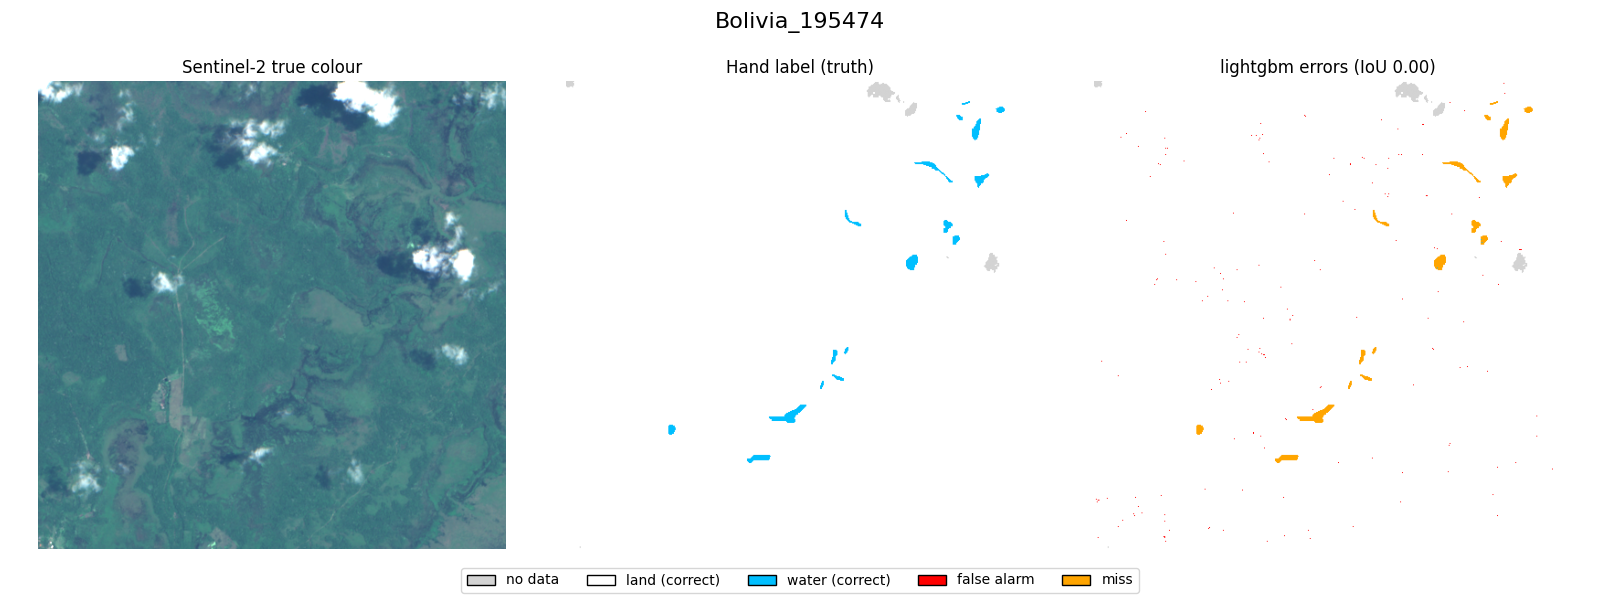 Bolivia_195474
Sentinel-2 true colour
Hand label (truth)
lightgbm errors (IoU 0.00)
no data
land (correct)
water (correct)
false alarm
miss